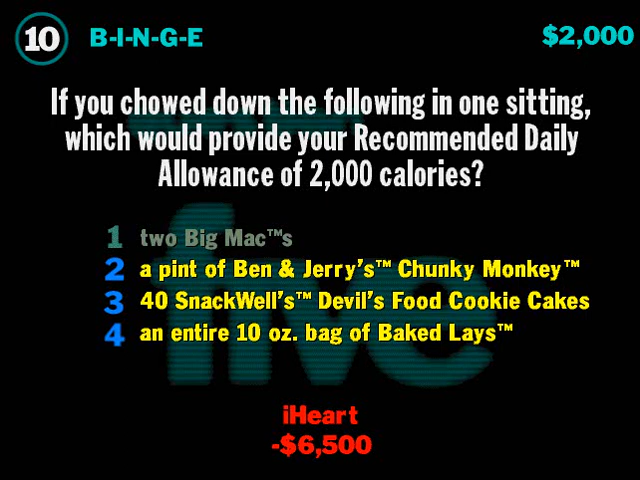 10 B-I-N-G-E $2,000
If you chowed down the following in one sitting,
which would provide your Recommended Daily
Allowance of 2,000 calories?
1 two Big Mac™s
2 a pint of Ben & Jerry's™ Chunky Monkey™
3 40 SnackWell's™ Devil's Food Cookie Cakes
4 an entire 10 oz. bag of Baked Lays™
five
iHeart
-$6,500